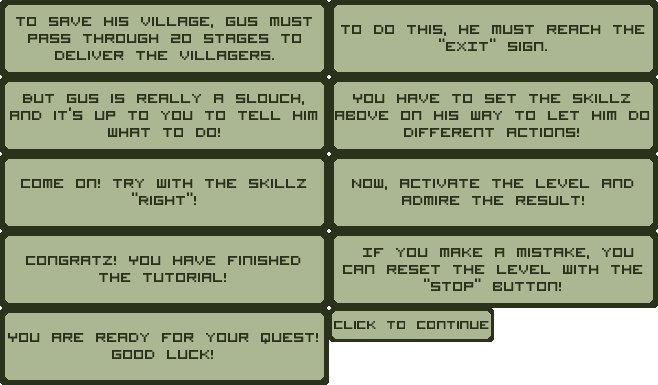 TO SAVE HIS VILLAGE, GUS MUST
PASS THROUGH 20 STAGES TO
DELIVER THE VILLAGERS.
TO DO THIS, HE MUST REACH THE
"EXIT" SIGN.
BUT GUS IS REALLY A SLOUCH,
AND IT'S UP TO YOU TO TELL HIM
WHAT TO DO!
YOU HAVE TO SET THE SKILLZ
ABOVE ON HIS WAY TO LET HIM DO
DIFFERENT ACTIONS!
COME ON! TRY WITH THE SKILLZ
"RIGHT"!
NOW, ACTIVATE THE LEVEL AND
ADMIRE THE RESULT!
CONGRATZ! YOU HAVE FINISHED
THE TUTORIAL!
IF YOU MAKE A MISTAKE, YOU
CAN RESET THE LEVEL WITH THE
"STOP" BUTTON!
YOU ARE READY FOR YOUR QUEST!
GOOD LUCK!
CLICK TO CONTINUE